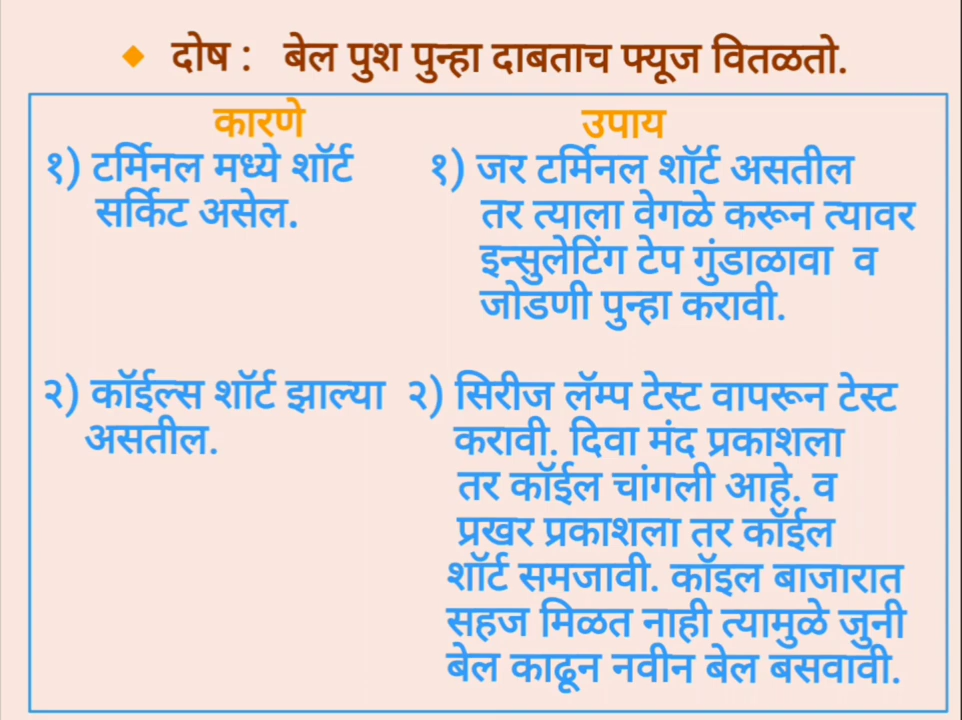 ◆ दोष : बेल पुश पुन्हा दाबताच फ्यूज वितळतो.
कारणे
१) टर्मिनल मध्ये शॉर्ट
सर्किट असेल.
२) कॉईल्स शॉर्ट झाल्या
असतील.
उपाय
१) जर टर्मिनल शॉर्ट असतील
तर त्याला वेगळे करून त्यावर
इन्सुलेटिंग टेप गुंडाळावा व
जोडणी पुन्हा करावी.
२) सिरीज लॅम्प टेस्ट वापरून टेस्ट
करावी. दिवा मंद प्रकाशला
तर कॉईल चांगली आहे. व
प्रखर प्रकाशला तर कॉईल
शॉर्ट समजावी. कॉइल बाजारात
सहज मिळत नाही त्यामुळे जुनी
बेल काढून नवीन बेल बसवावी.